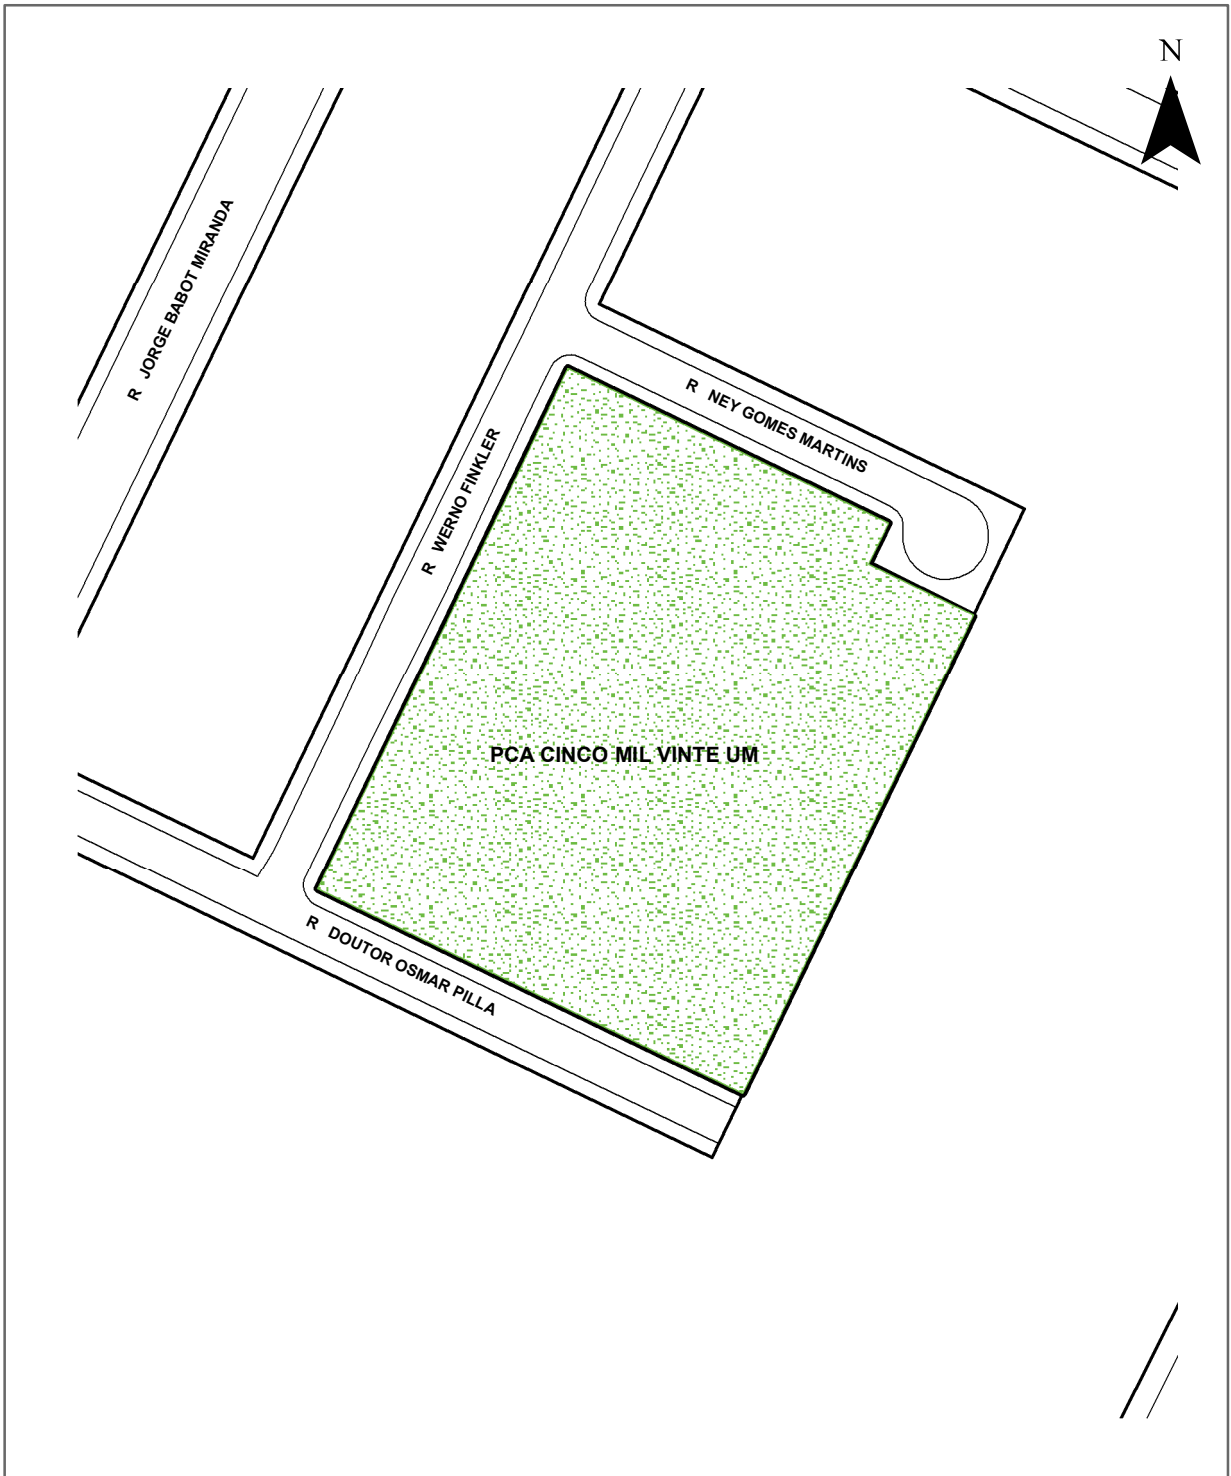 N
R JORGE BABOT MIRANDA
R NEY GOMES MARTINS
R WERNO FINKLER
PCA CINCO MIL VINTE UM
R DOUTOR OSMAR PILLA